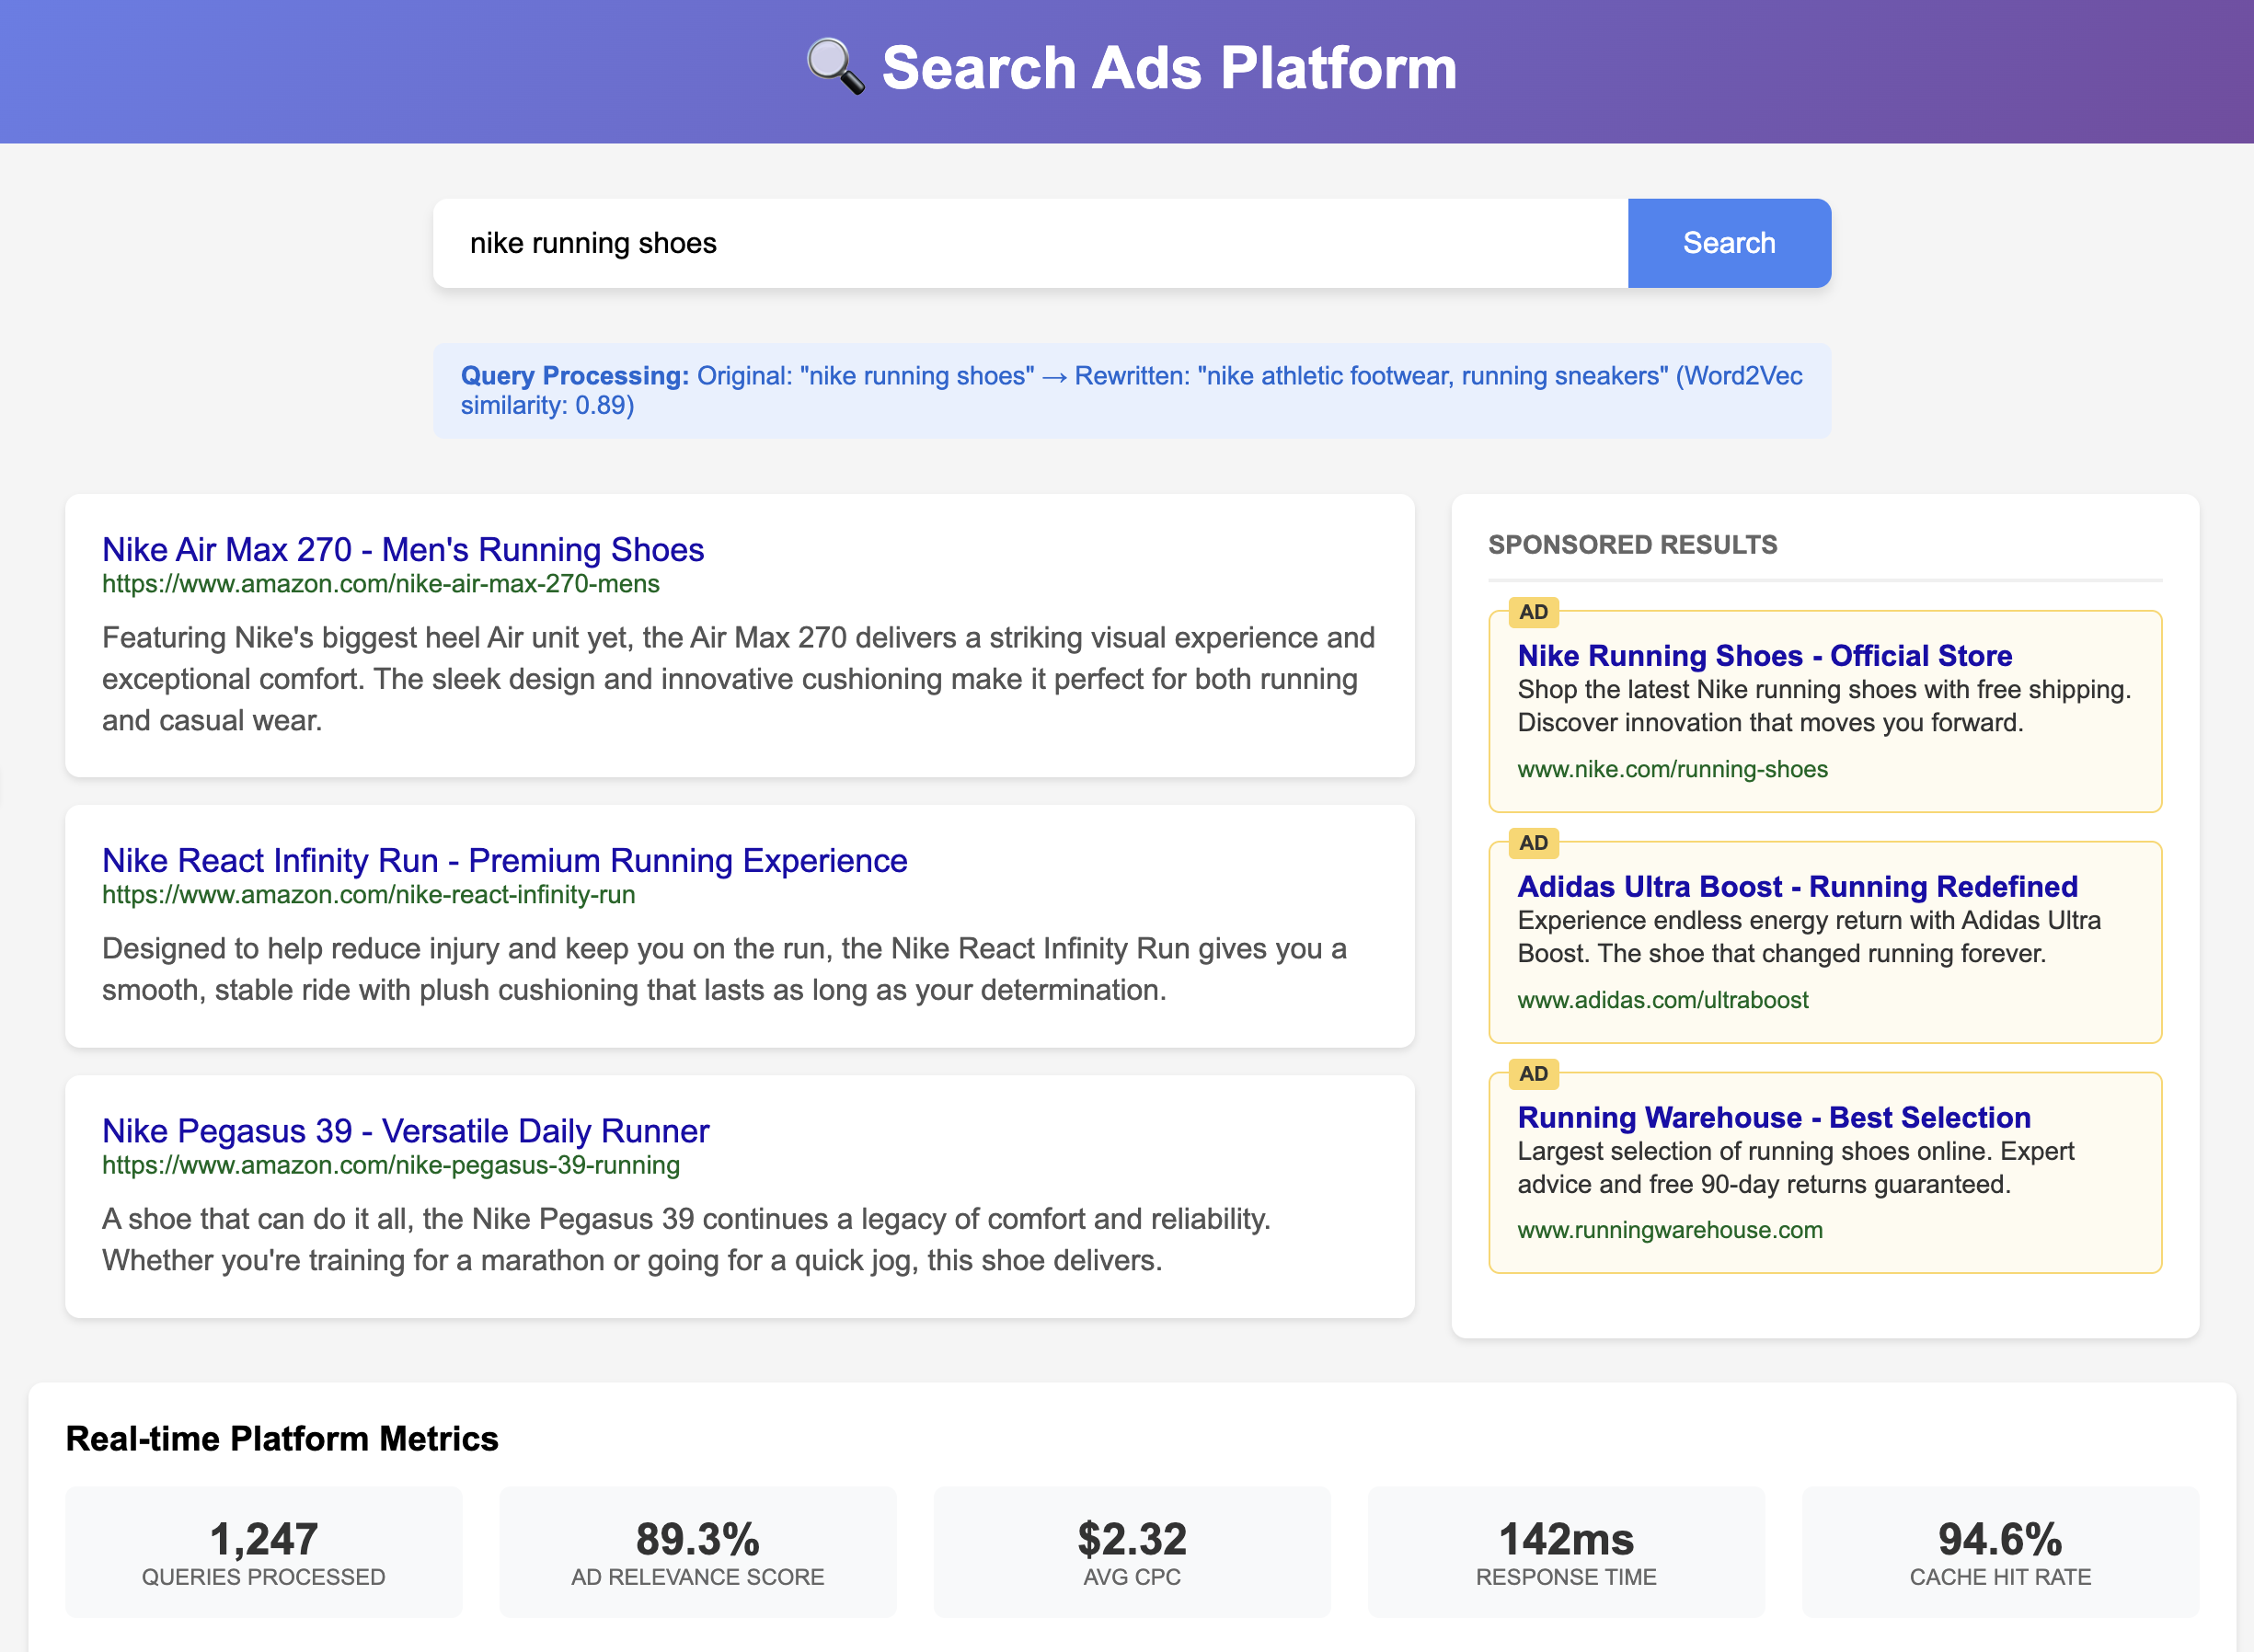 Search Ads Platform
nike running shoes
Search
Query Processing: Original: "nike running shoes" → Rewritten: "nike athletic footwear, running sneakers" (Word2Vec
similarity: 0.89)
Nike Air Max 270 - Men's Running Shoes
https://www.amazon.com/nike-air-max-270-mens
Featuring Nike's biggest heel Air unit yet, the Air Max 270 delivers a striking visual experience and
exceptional comfort. The sleek design and innovative cushioning make it perfect for both running
and casual wear.
Nike React Infinity Run - Premium Running Experience
https://www.amazon.com/nike-react-infinity-run
Designed to help reduce injury and keep you on the run, the Nike React Infinity Run gives you a
smooth, stable ride with plush cushioning that lasts as long as your determination.
Nike Pegasus 39 - Versatile Daily Runner
https://www.amazon.com/nike-pegasus-39-running
A shoe that can do it all, the Nike Pegasus 39 continues a legacy of comfort and reliability.
Whether you're training for a marathon or going for a quick jog, this shoe delivers.
SPONSORED RESULTS
AD
Nike Running Shoes - Official Store
Shop the latest Nike running shoes with free shipping.
Discover innovation that moves you forward.
www.nike.com/running-shoes
AD
Adidas Ultra Boost - Running Redefined
Experience endless energy return with Adidas Ultra
Boost. The shoe that changed running forever.
www.adidas.com/ultraboost
AD
Running Warehouse - Best Selection
Largest selection of running shoes online. Expert
advice and free 90-day returns guaranteed.
www.runningwarehouse.com
Real-time Platform Metrics
1,247
QUERIES PROCESSED
89.3%
AD RELEVANCE SCORE
$2.32
AVG CPC
142ms
RESPONSE TIME
94.6%
CACHE HIT RATE